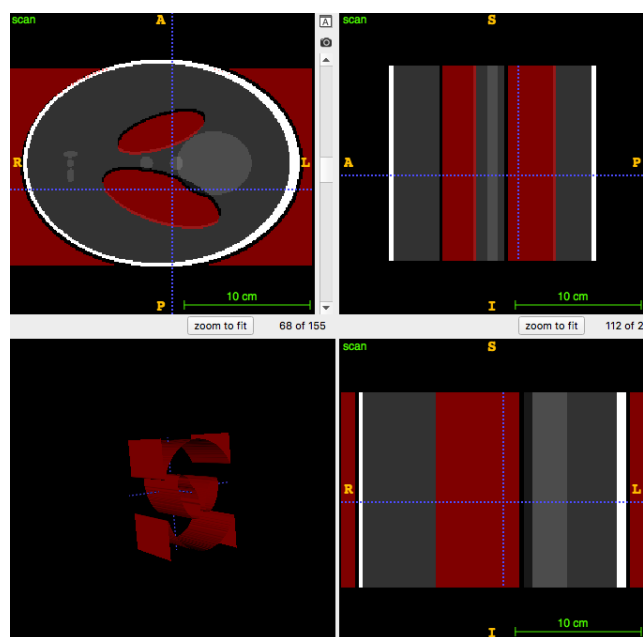 scan
A
A
R
L
P
10 cm
zoom to fit
68 of 155
scan
S
A
P
I
10 cm
zoom to fit
112 of 2
scan
S
R
L
I
10 cm